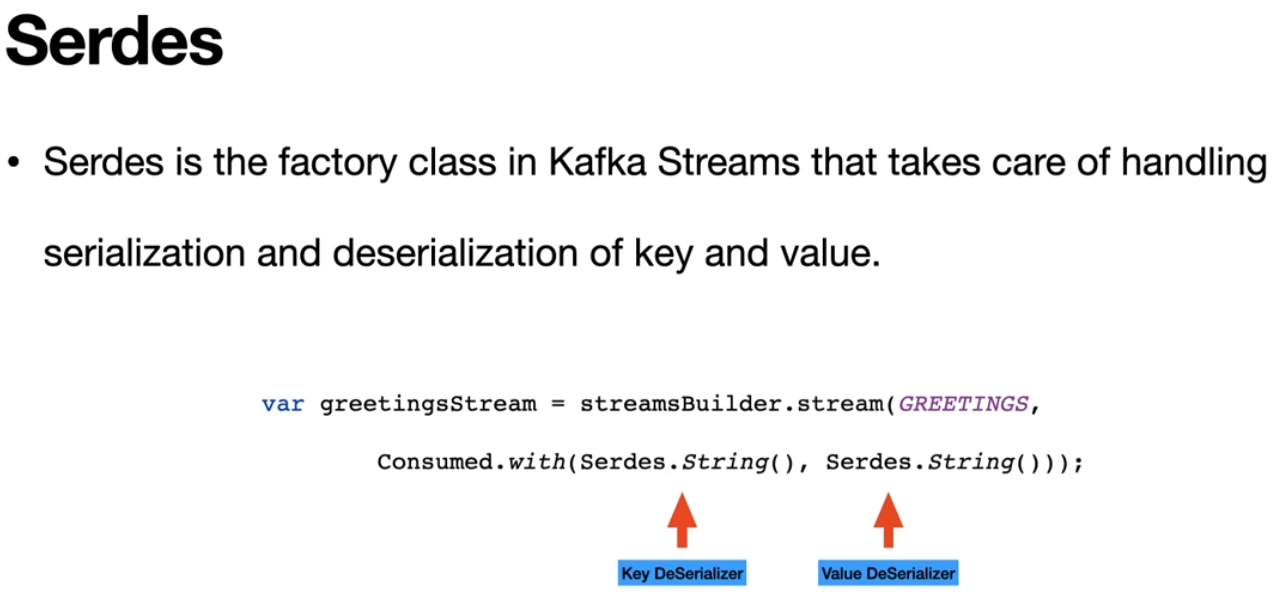 Serdes
• Serdes is the factory class in Kafka Streams that takes care of handling
serialization and deserialization of key and value.
var greetingsStream = streamsBuilder.stream(GREETINGS,
Consumed.with(Serdes.String(), Serdes.String()));
Key DeSerializer Value DeSerializer